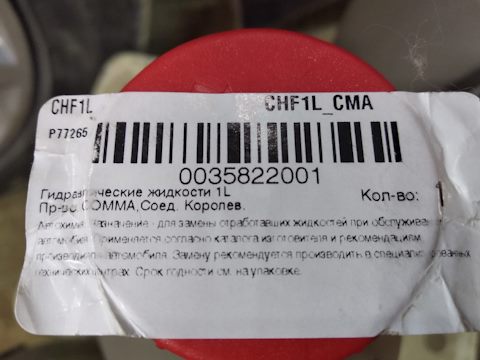 CHF1L CHF1L_CMA
P77265
0035822001
Гидравлические жидкости 1L
Пр-во COMMA,Соед. Королев. Кол-во:
Автохимия. Назначение - для замены отработавших жидкостей при обслужива
автомобиля. Применяется согласно каталога изготовителя и рекомендациям
производителя автомобиля. Замену рекомендуется производить в специализированных
технических центрах. Срок годности см. на упаковке.